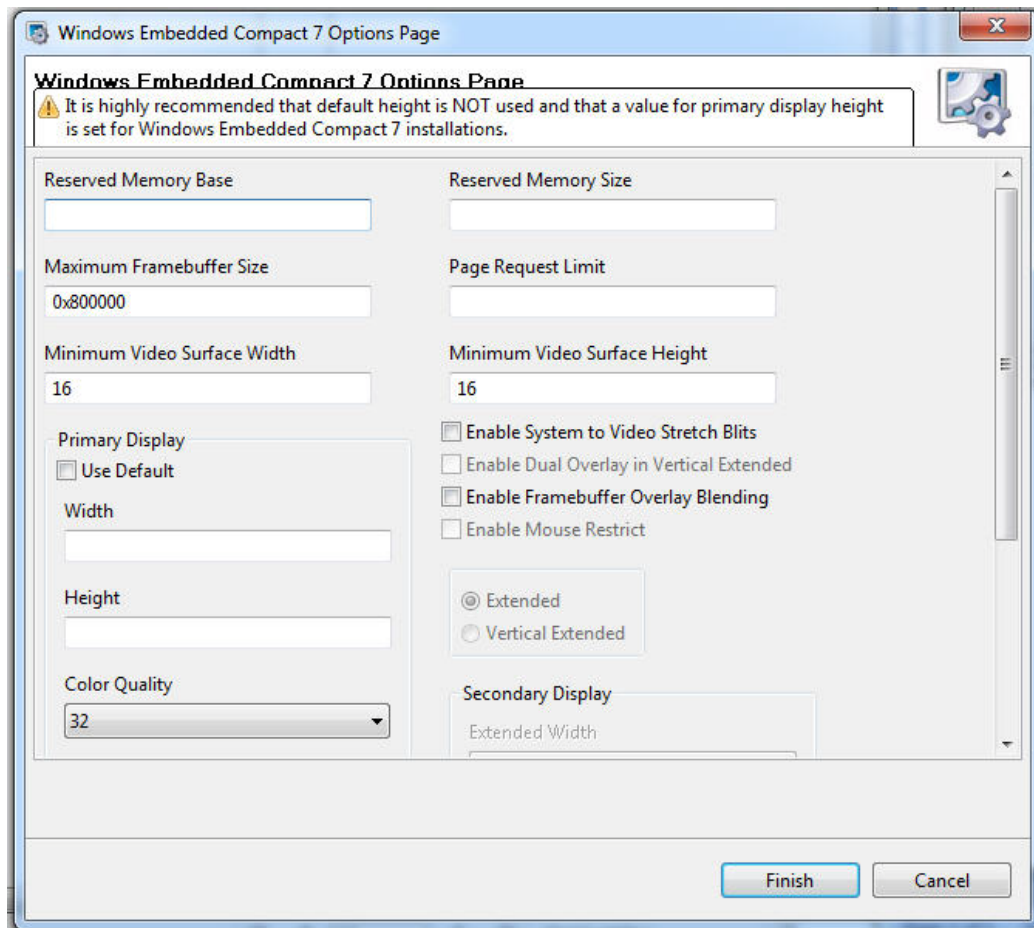 Windows Embedded Compact 7 Options Page
Windows Embedded Compact 7 Options Page
It is highly recommended that default height is NOT used and that a value for primary display height
is set for Windows Embedded Compact 7 installations.
Reserved Memory Base
Reserved Memory Size
Maximum Framebuffer Size
Page Request Limit
0x800000
Minimum Video Surface Width
Minimum Video Surface Height
16
16
Primary Display
Use Default
Width
Height
Color Quality
32
Enable System to Video Stretch Blits
Enable Dual Overlay in Vertical Extended
Enable Framebuffer Overlay Blending
Enable Mouse Restrict
Extended
Vertical Extended
Secondary Display
Extended Width
Finish
Cancel